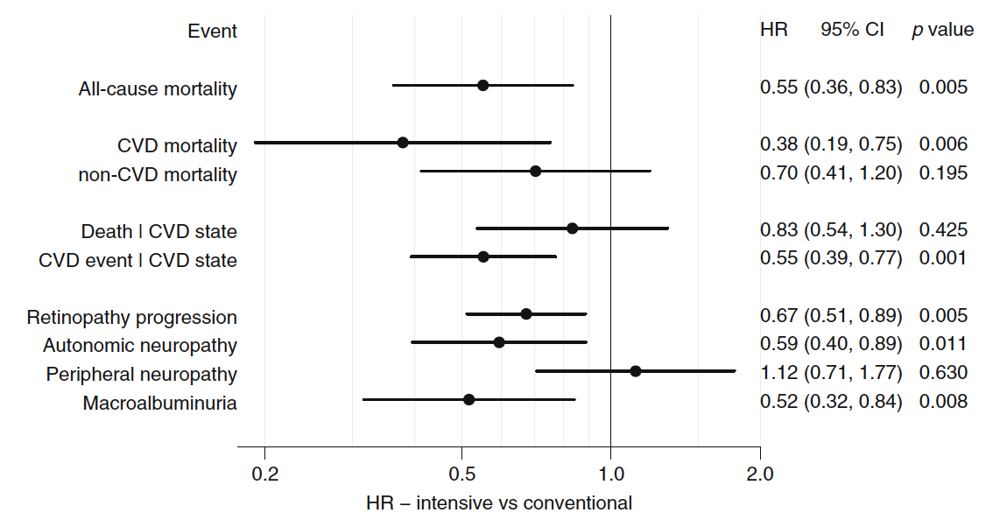 Event HR 95% CI p value
All-cause mortality 0.55 (0.36, 0.83) 0.005
CVD mortality 0.38 (0.19, 0.75) 0.006
non-CVD mortality 0.70 (0.41, 1.20) 0.195
Death | CVD state 0.83 (0.54, 1.30) 0.425
CVD event | CVD state 0.55 (0.39, 0.77) 0.001
Retinopathy progression 0.67 (0.51, 0.89) 0.005
Autonomic neuropathy 0.59 (0.40, 0.89) 0.011
Peripheral neuropathy 1.12 (0.71, 1.77) 0.630
Macroalbuminuria 0.52 (0.32, 0.84) 0.008
0.2 0.5 1.0 2.0
HR – intensive vs conventional